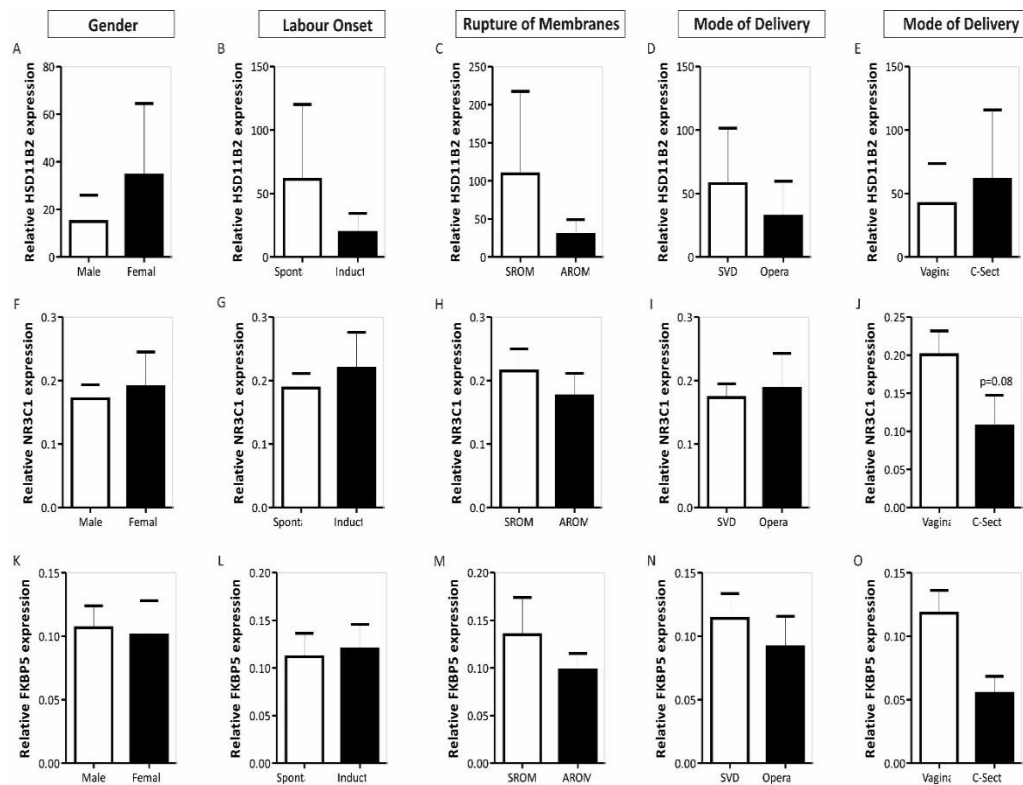 Gender
Labour Onset
Rupture of Membranes
Mode of Delivery
Mode of Delivery
A
B
C
D
E
Relative HSD11B2 expression
80
60
40
20
0
Male Femal
Relative HSD11B2 expression
150
100
50
0
Spont Induct
Relative HSD11B2 expression
250
200
150
100
50
0
SROM AROM
Relative HSD11B2 expression
150
100
50
0
SVD Opera
Relative HSD11B2 expression
150
100
50
0
Vagina C-Sect
F
G
H
I
J
Relative NR3C1 expression
0.3
0.2
0.1
0.0
Male Femal
Relative NR3C1 expression
0.3
0.2
0.1
0.0
Spont Induct
Relative NR3C1 expression
0.3
0.2
0.1
0.0
SROM AROM
Relative NR3C1 expression
0.3
0.2
0.1
0.0
SVD Opera
Relative NR3C1 expression
0.25
0.20
0.15
0.10
0.05
0.00
p=0.08
Vagina C-Sect
K
L
M
N
O
Relative FKBP5 expression
0.15
0.10
0.05
0.00
Male Femal
Relative FKBP5 expression
0.20
0.15
0.10
0.05
0.00
Spont Induct
Relative FKBP5 expression
0.20
0.15
0.10
0.05
0.00
SROM AROM
Relative FKBP5 expression
0.15
0.10
0.05
0.00
SVD Opera
Relative FKBP5 expression
0.15
0.10
0.05
0.00
Vagina C-Sect